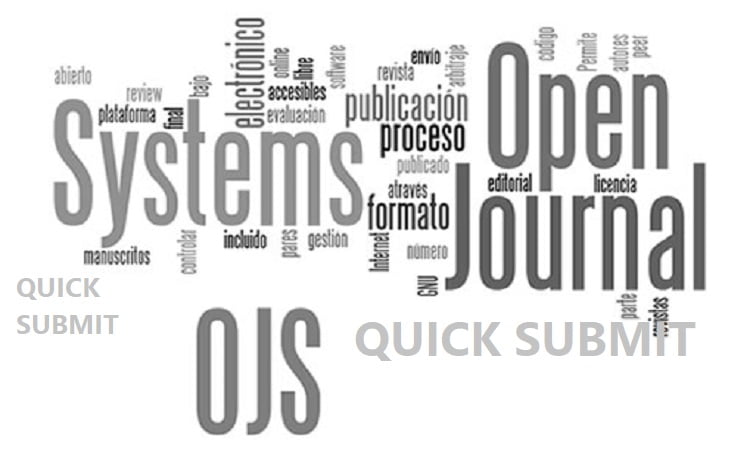 abierto
review
plataforma
final
bajo
electrónico
online
libre
accesibles
evaluación
software
Systems
manuscritos
controlar
incluido
pares
gestión
revista
envío
arbitraje
publicación
proceso
publicado
através
formato
Internet
número
GNU
código
Permite
autores
peer
Open
editorial
licencia
Journal
parte
revistas
QUICK
SUBMIT
OJS
QUICK SUBMIT